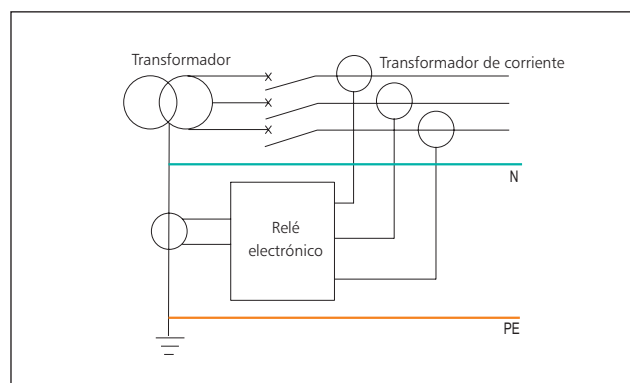 Transformador
Transformador de corriente
N
Relé
electrónico
PE